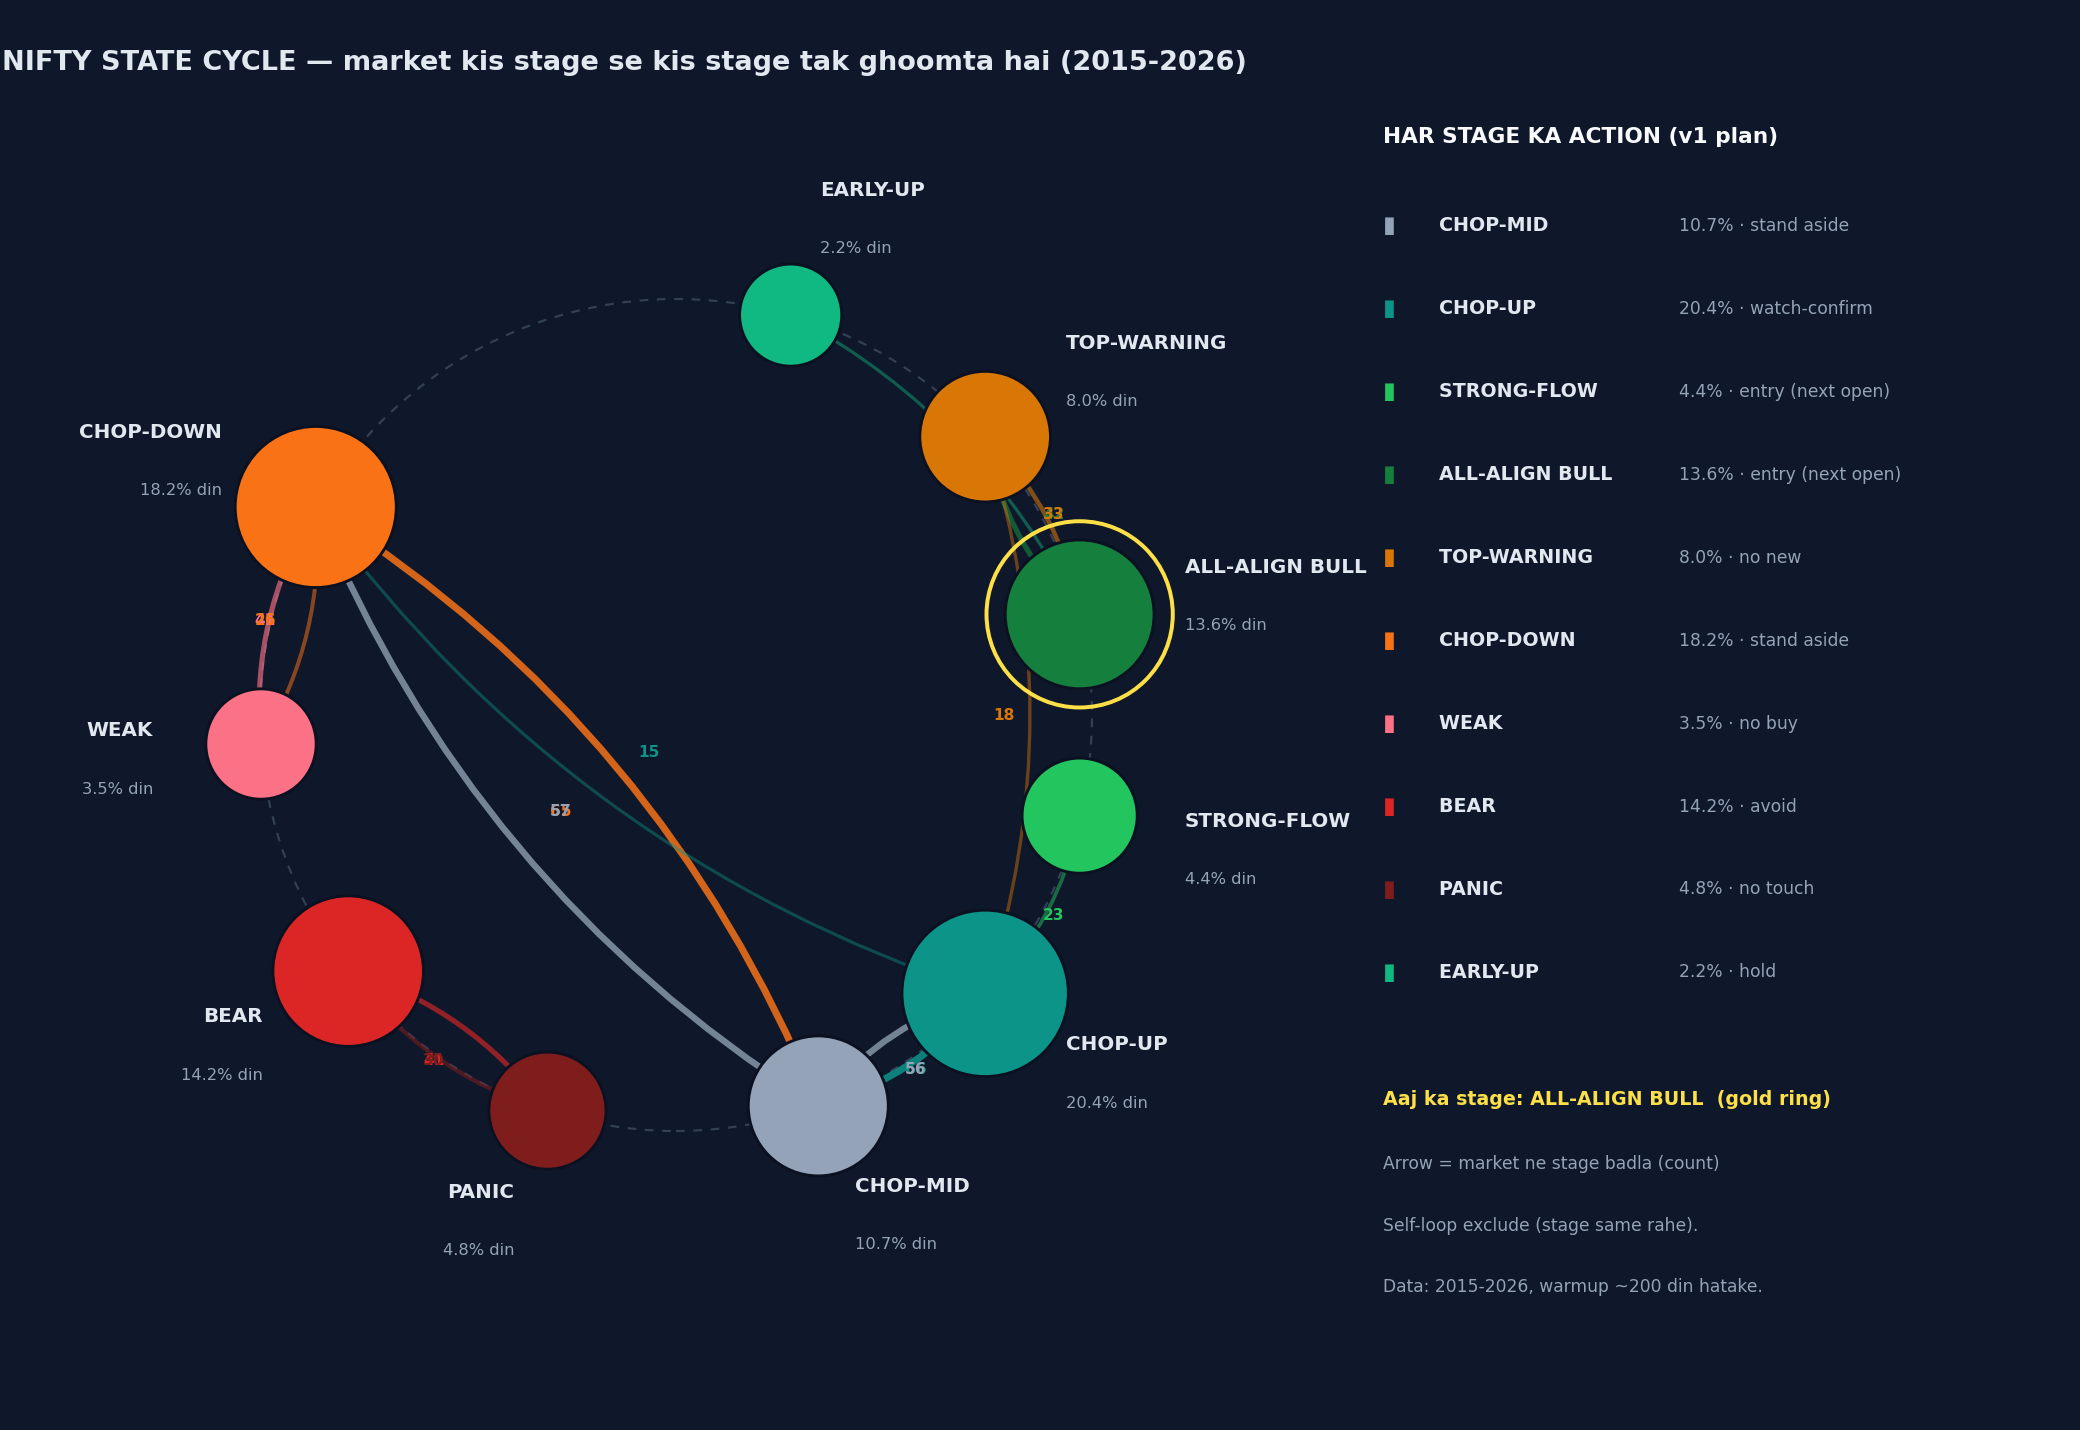 NIFTY STATE CYCLE — market kis stage se kis stage tak ghoomta hai (2015-2026)
EARLY-UP
2.2% din
TOP-WARNING
8.0% din
CHOP-DOWN
18.2% din
ALL-ALIGN BULL
13.6% din
18
WEAK
3.5% din
15
STRONG-FLOW
4.4% din
23
BEAR
14.2% din
CHOP-UP
20.4% din
56
PANIC
4.8% din
CHOP-MID
10.7% din
HAR STAGE KA ACTION (v1 plan)
CHOP-MID 10.7% · stand aside
CHOP-UP 20.4% · watch-confirm
STRONG-FLOW 4.4% · entry (next open)
ALL-ALIGN BULL 13.6% · entry (next open)
TOP-WARNING 8.0% · no new
CHOP-DOWN 18.2% · stand aside
WEAK 3.5% · no buy
BEAR 14.2% · avoid
PANIC 4.8% · no touch
EARLY-UP 2.2% · hold
Aaj ka stage: ALL-ALIGN BULL (gold ring)
Arrow = market ne stage badla (count)
Self-loop exclude (stage same rahe).
Data: 2015-2026, warmup ~200 din hatake.